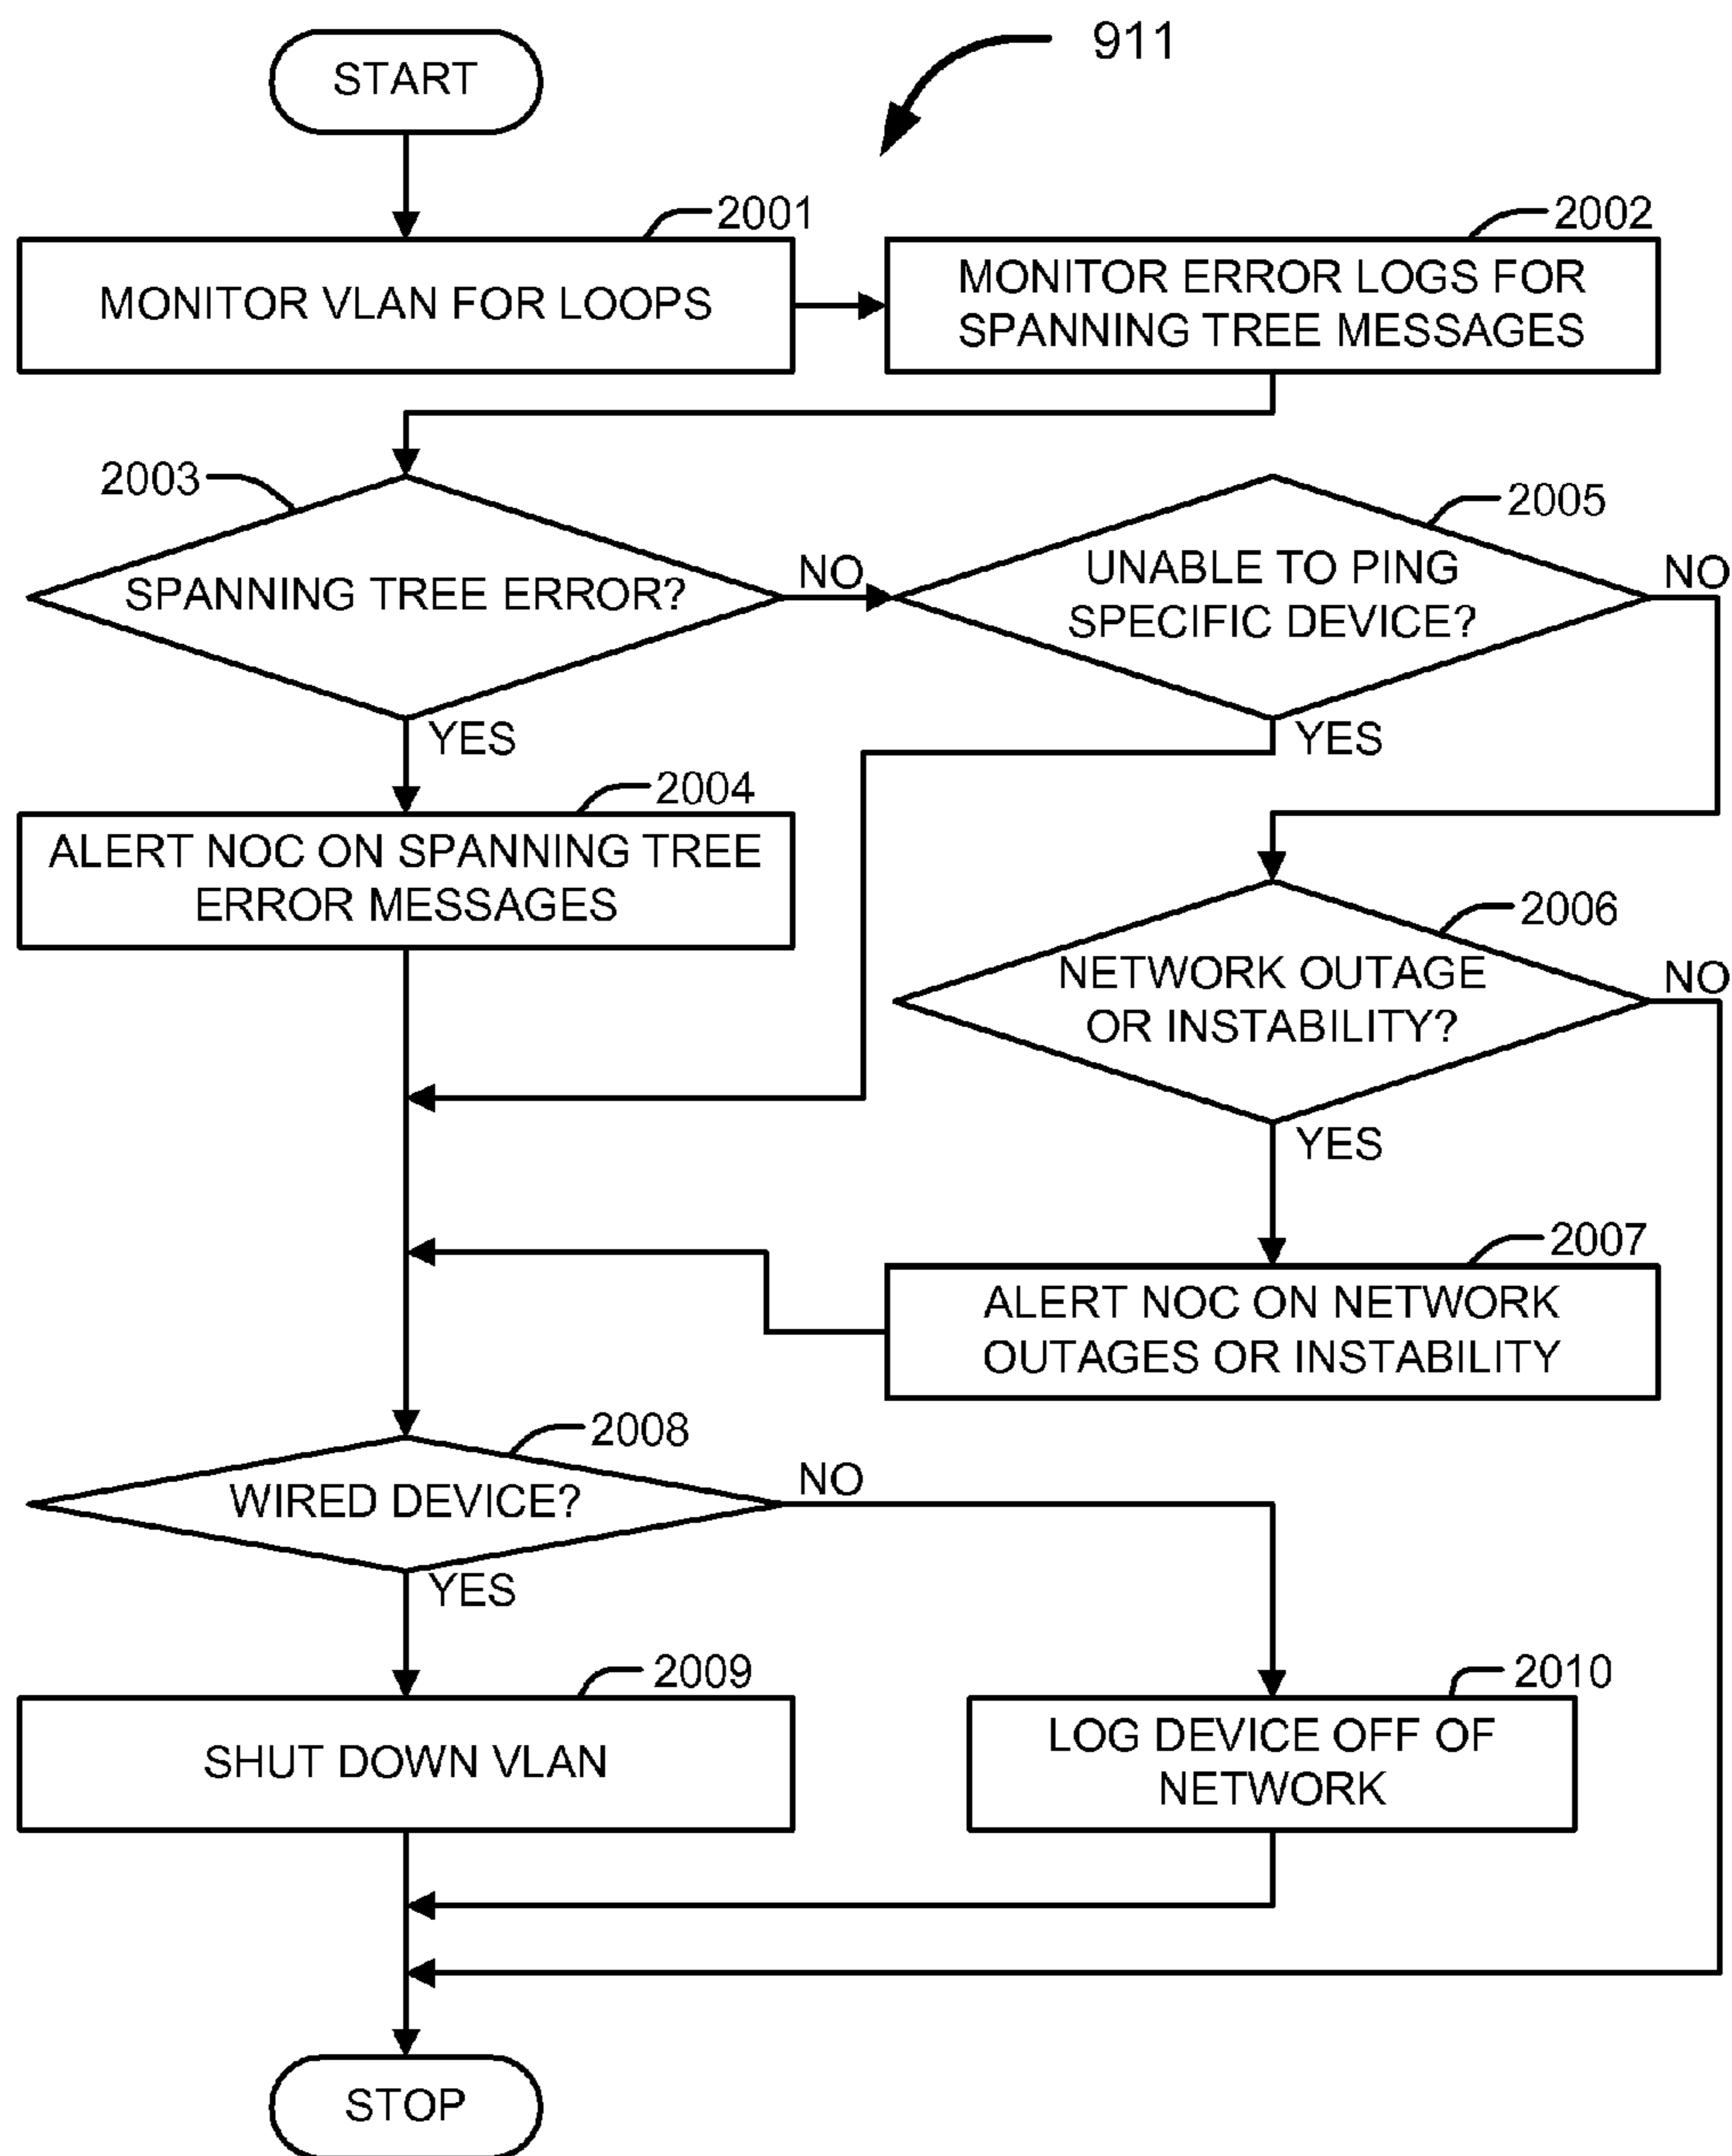 START
911
2001
MONITOR VLAN FOR LOOPS
2002
MONITOR ERROR LOGS FOR
SPANNING TREE MESSAGES
2003
SPANNING TREE ERROR?
NO
YES
2005
UNABLE TO PING
SPECIFIC DEVICE?
NO
YES
2004
ALERT NOC ON SPANNING TREE
ERROR MESSAGES
2006
NETWORK OUTAGE
OR INSTABILITY?
NO
YES
2007
ALERT NOC ON NETWORK
OUTAGES OR INSTABILITY
2008
WIRED DEVICE?
NO
YES
2009
SHUT DOWN VLAN
2010
LOG DEVICE OFF OF
NETWORK
STOP